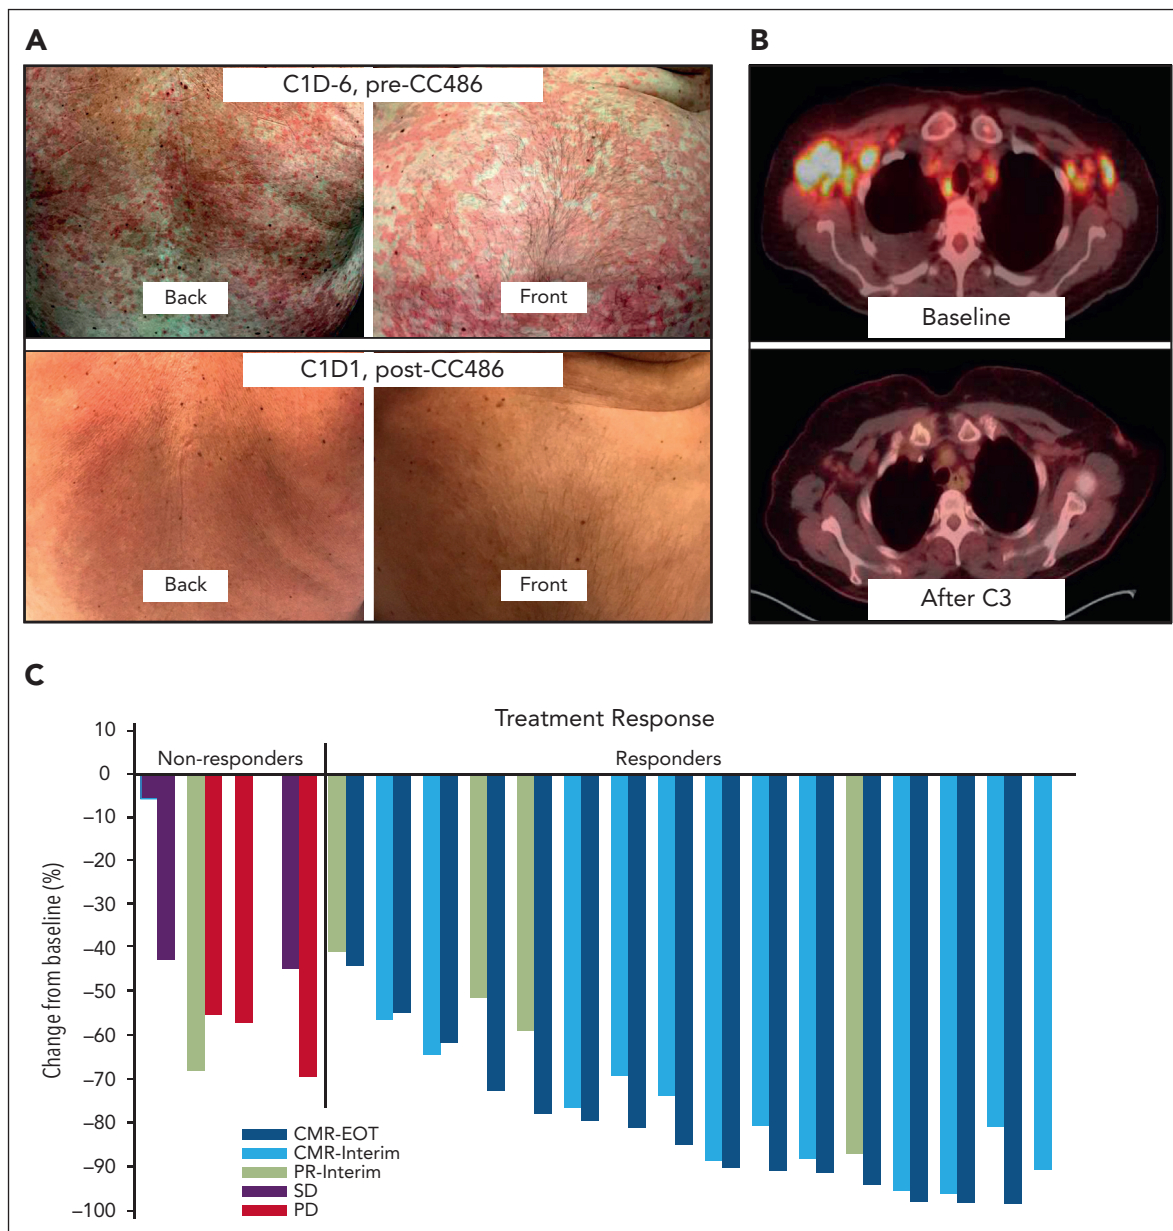 A
C1D-6, pre-CC486
Back
Front
C1D1, post-CC486
Back
Front
B
Baseline
After C3
C
Treatment Response
Non-responders
Responders
Change from baseline (%)
10
0
–10
–20
–30
–40
–50
–60
–70
–80
–90
–100
CMR-EOT
CMR-Interim
PR-Interim
SD
PD